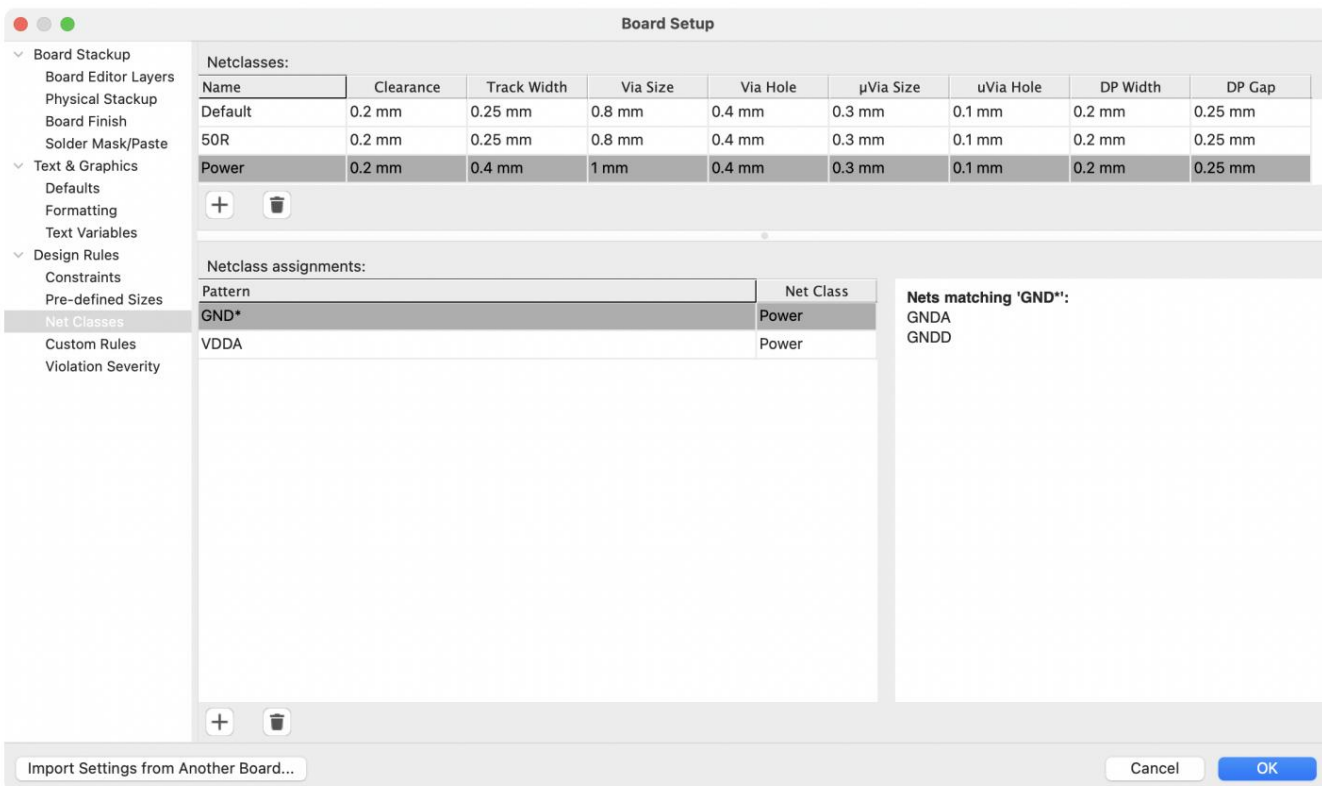 Board Setup
Board Stackup
Board Editor Layers
Physical Stackup
Board Finish
Solder Mask/Paste
Text & Graphics
Defaults
Formatting
Text Variables
Design Rules
Constraints
Pre-defined Sizes
Net Classes
Custom Rules
Violation Severity
Netclasses:
Name Clearance Track Width Via Size Via Hole µVia Size uVia Hole DP Width DP Gap
Default 0.2 mm 0.25 mm 0.8 mm 0.4 mm 0.3 mm 0.1 mm 0.2 mm 0.25 mm
50R 0.2 mm 0.25 mm 0.8 mm 0.4 mm 0.3 mm 0.1 mm 0.2 mm 0.25 mm
Power 0.2 mm 0.4 mm 1 mm 0.4 mm 0.3 mm 0.1 mm 0.2 mm 0.25 mm
Netclass assignments:
Pattern Net Class
GND* Power
VDDA Power
Nets matching 'GND*':
GNDA
GNDD
Import Settings from Another Board...
Cancel OK